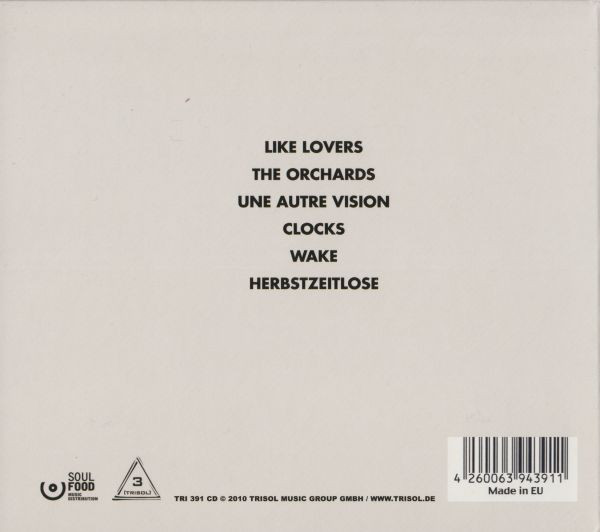 LIKE LOVERS
THE ORCHARDS
UNE AUTRE VISION
CLOCKS
WAKE
HERBSTZEITLOSE
SOUL
FOOD
MUSIC
DISTRIBUTION
3
[TRISOL]
TRI 391 CD © 2010 TRISOL MUSIC GROUP GMBH / WWW.TRISOL.DE
4 260063 943911
Made in EU